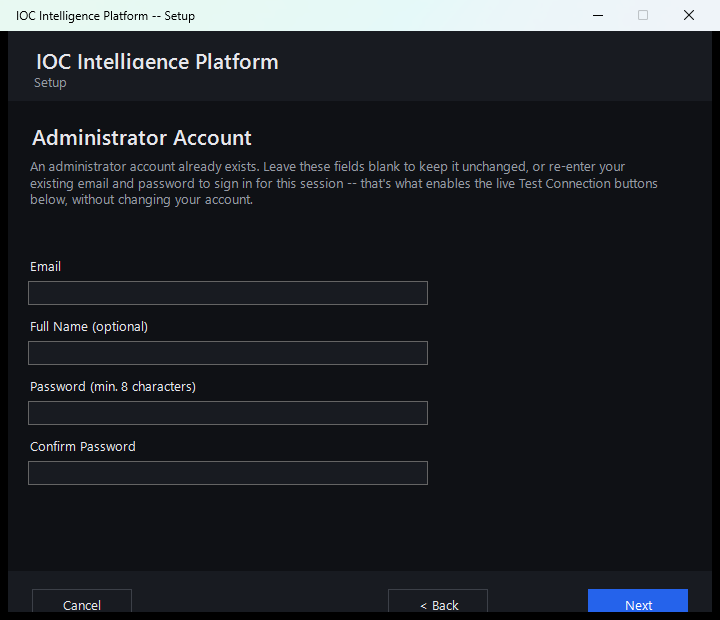 IOC Intelligence Platform -- Setup
IOC Intelligence Platform
Setup
Administrator Account
An administrator account already exists. Leave these fields blank to keep it unchanged, or re-enter your
existing email and password to sign in for this session -- that's what enables the live Test Connection buttons
below, without changing your account.
Email
Full Name (optional)
Password (min. 8 characters)
Confirm Password
Cancel
< Back
Next